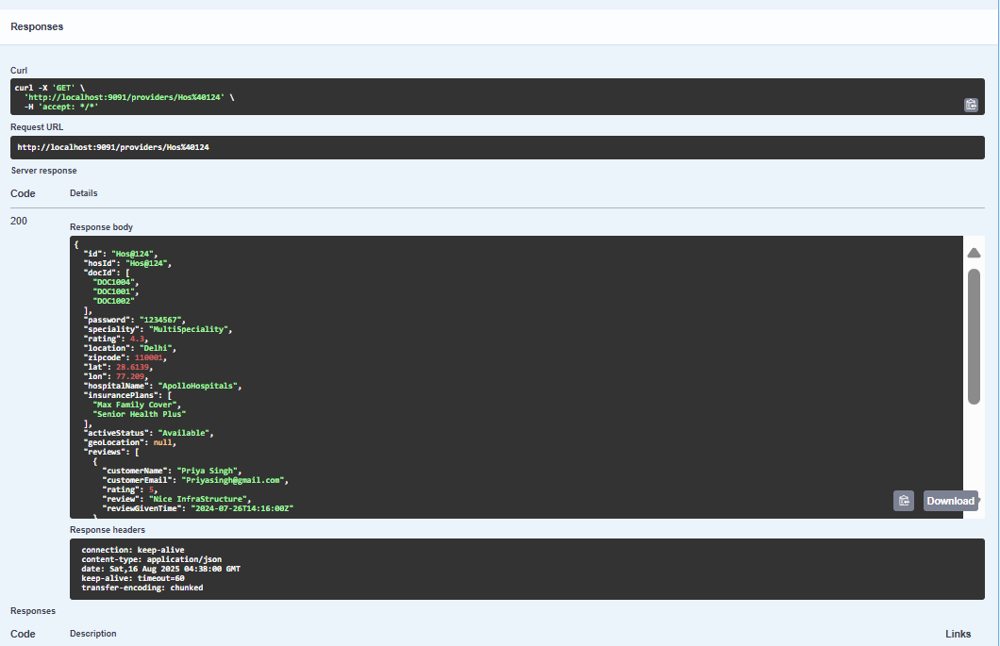 Responses
Curl
curl -X 'GET' \
  'http://localhost:9091/providers/Hos%40124' \
  -H 'accept: */*'
Request URL
http://localhost:9091/providers/Hos%40124
Server response
Code Details
200
Response body
{
  "id": "Hos@124",
  "hosId": "Hos@124",
  "docId": [
    "DOC1004",
    "DOC1001",
    "DOC1002"
  ],
  "password": "1234567",
  "speciality": "MultiSpeciality",
  "rating": 4.3,
  "location": "Delhi",
  "zipcode": 110001,
  "lat": 28.6139,
  "lon": 77.209,
  "hospitalName": "ApolloHospitals",
  "insurancePlans": [
    "Max Family Cover",
    "Senior Health Plus"
  ],
  "activeStatus": "Available",
  "geoLocation": null,
  "reviews": [
    {
      "customerName": "Priya Singh",
      "customerEmail": "Priyasingh@gmail.com",
      "rating": 5,
      "review": "Nice InfraStructure",
      "reviewGivenTime": "2024-07-26T14:16:00Z"
    }
Download
Response headers
connection: keep-alive
content-type: application/json
date: Sat,16 Aug 2025 04:38:00 GMT
keep-alive: timeout=60
transfer-encoding: chunked
Responses
Code Description Links